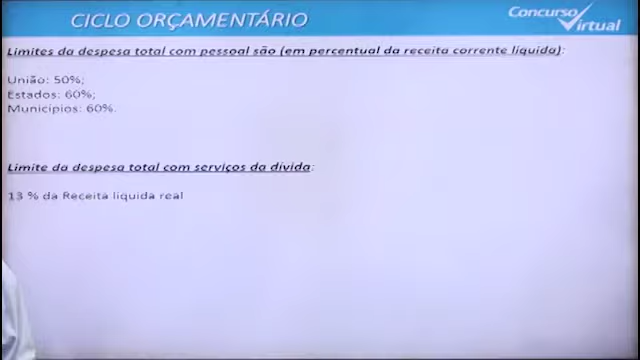 CICLO ORÇAMENTÁRIO
Concurso
Virtual
Limites da despesa total com pessoal são (em percentual da receita corrente líquida):
União: 50%;
Estados: 60%;
Municípios: 60%.
Limite da despesa total com serviços da dívida:
13 % da Receita liquida real